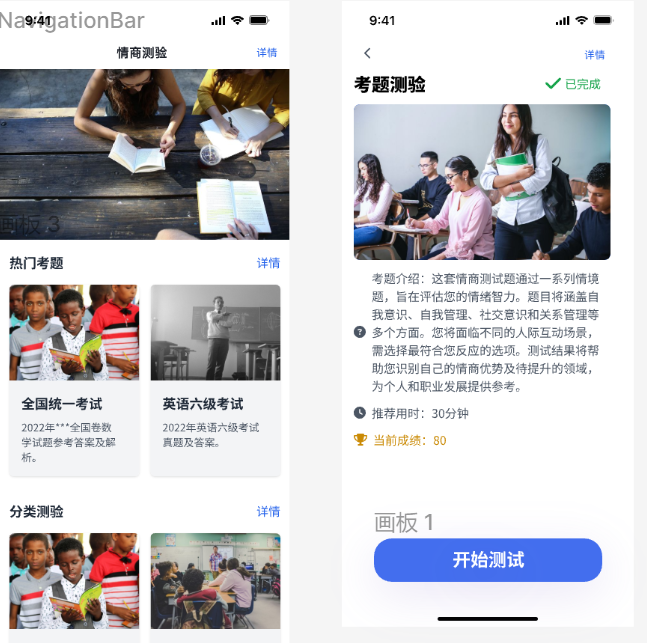 NavigationBar
9:41
情商测验
详情
画板 3
热门考题
详情
全国统一考试
2022年***全国卷数
学试题参考答案及解
析。
英语六级考试
2022年英语六级考试
真题及答案。
分类测验
详情
9:41
详情
考题测验
已完成
考题介绍：这套情商测试题通过一系列情境
题，旨在评估您的情绪智力。题目将涵盖自
我意识、自我管理、社交意识和关系管理等
多个方面。您将面临不同的人际互动场景，
需选择最符合您反应的选项。测试结果将帮
助您识别自己的情商优势及待提升的领域，
为个人和职业发展提供参考。
推荐用时：30分钟
当前成绩：80
画板 1
开始测试